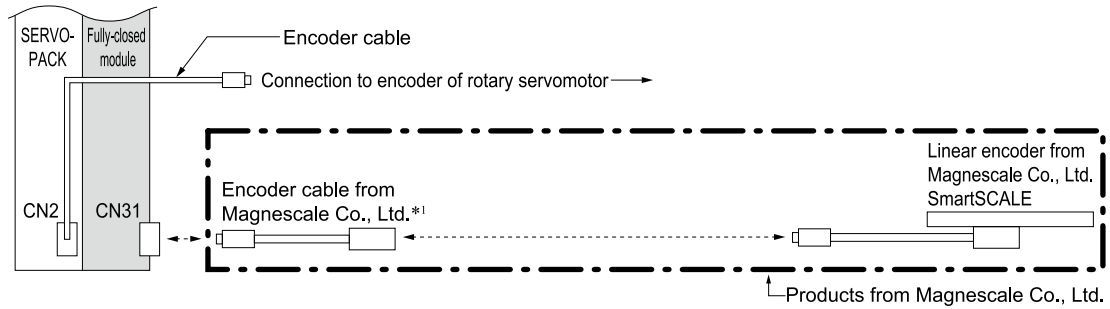 SERVO-
PACK
Fully-closed
module
Encoder cable
Connection to encoder of rotary servomotor
CN2
CN31
Encoder cable from
Magnescale Co., Ltd.*1
Linear encoder from
Magnescale Co., Ltd.
SmartSCALE
Products from Magnescale Co., Ltd.